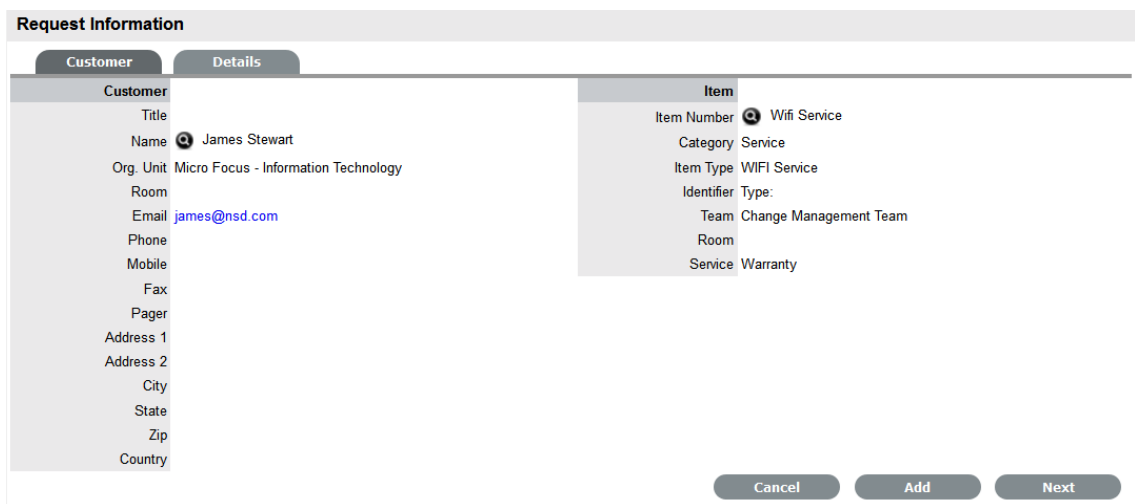 Request Information
Customer Details
Customer
Title
Name James Stewart
Org. Unit Micro Focus - Information Technology
Room
Email james@nsd.com
Phone
Mobile
Fax
Pager
Address 1
Address 2
City
State
Zip
Country
Item
Item Number Wifi Service
Category Service
Item Type WIFI Service
Identifier Type:
Team Change Management Team
Room
Service Warranty
Cancel Add Next